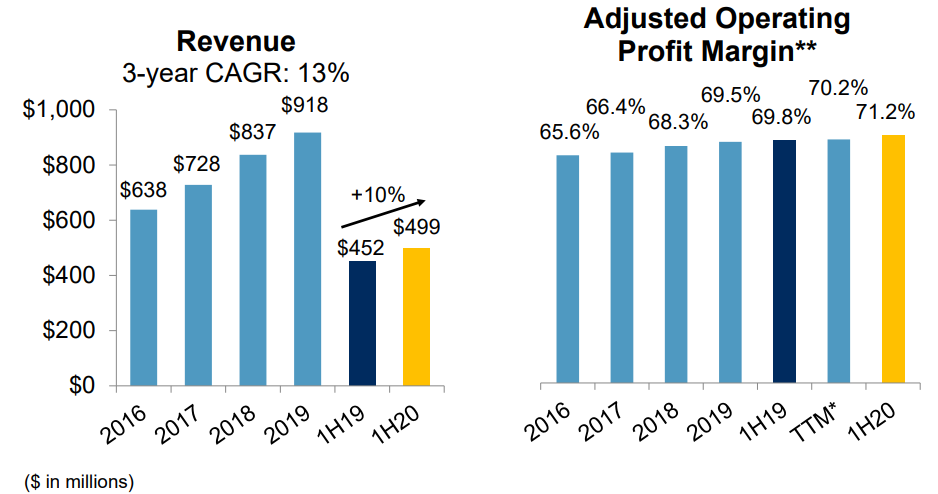 Revenue
3-year CAGR: 13%
$1,000
$800
$600
$400
$200
$0
$638
$728
$837
$918
+10%
$452
$499
2016
2017
2018
2019
1H19
1H20
($ in millions)
Adjusted Operating
Profit Margin**
65.6%
66.4%
68.3%
69.5%
69.8%
70.2%
71.2%
2016
2017
2018
2019
1H19
TTM*
1H20